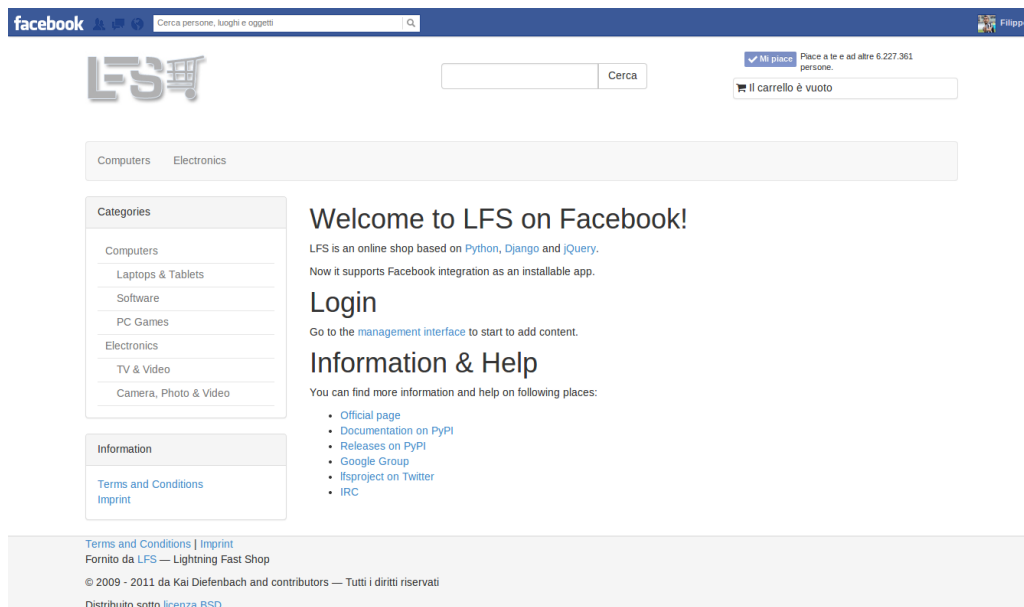 facebook
Cerca persone, luoghi e oggetti
Filippo
LFS
Cerca
Mi piace
Piace a te e ad altre 6.227.361
persone.
Il carrello è vuoto
Computers
Electronics
Categories
Computers
Laptops & Tablets
Software
PC Games
Electronics
TV & Video
Camera, Photo & Video
Information
Terms and Conditions
Imprint
Welcome to LFS on Facebook!
LFS is an online shop based on Python, Django and jQuery.
Now it supports Facebook integration as an installable app.
Login
Go to the management interface to start to add content.
Information & Help
You can find more information and help on following places:
Official page
Documentation on PyPI
Releases on PyPI
Google Group
lfsproject on Twitter
IRC
Terms and Conditions | Imprint
Fornito da LFS — Lightning Fast Shop
© 2009 - 2011 da Kai Diefenbach and contributors — Tutti i diritti riservati
Distribuito sotto licenza BSD